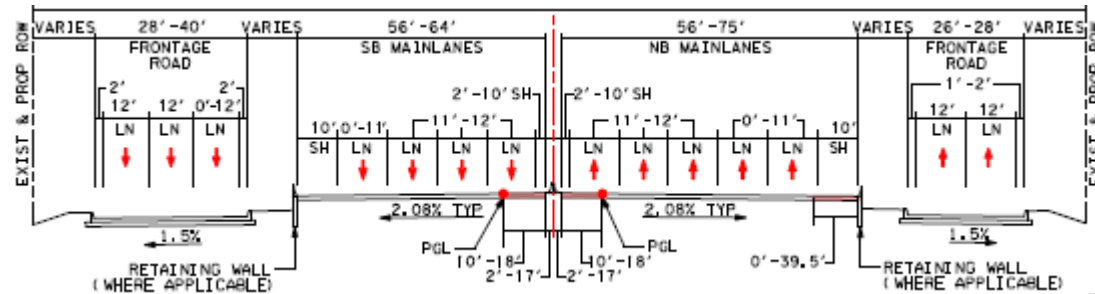 VARIES 28'-40' VARIES 56'-64' 56'-75' VARIES 26'-28' VARIES
FRONTAGE ROAD SB MAINLANES NB MAINLANES FRONTAGE ROAD
EXIST & PROP ROW
2' 2'
12' 12' 0'-12'
LN LN LN
2'-10'SH 2'-10'SH
10' 0'-11' 11'-12' 11'-12' 0'-11' 10'
SH LN LN LN LN LN LN LN LN LN SH
1'-2'
12' 12'
LN LN
EXIST & PROP ROW
2.08% TYP 2.08% TYP
1.5% PGL PGL 1.5%
10'-18' 10'-18' 0'-39.5'
2'-17' 2'-17'
RETAINING WALL
(WHERE APPLICABLE)
RETAINING WALL
(WHERE APPLICABLE)